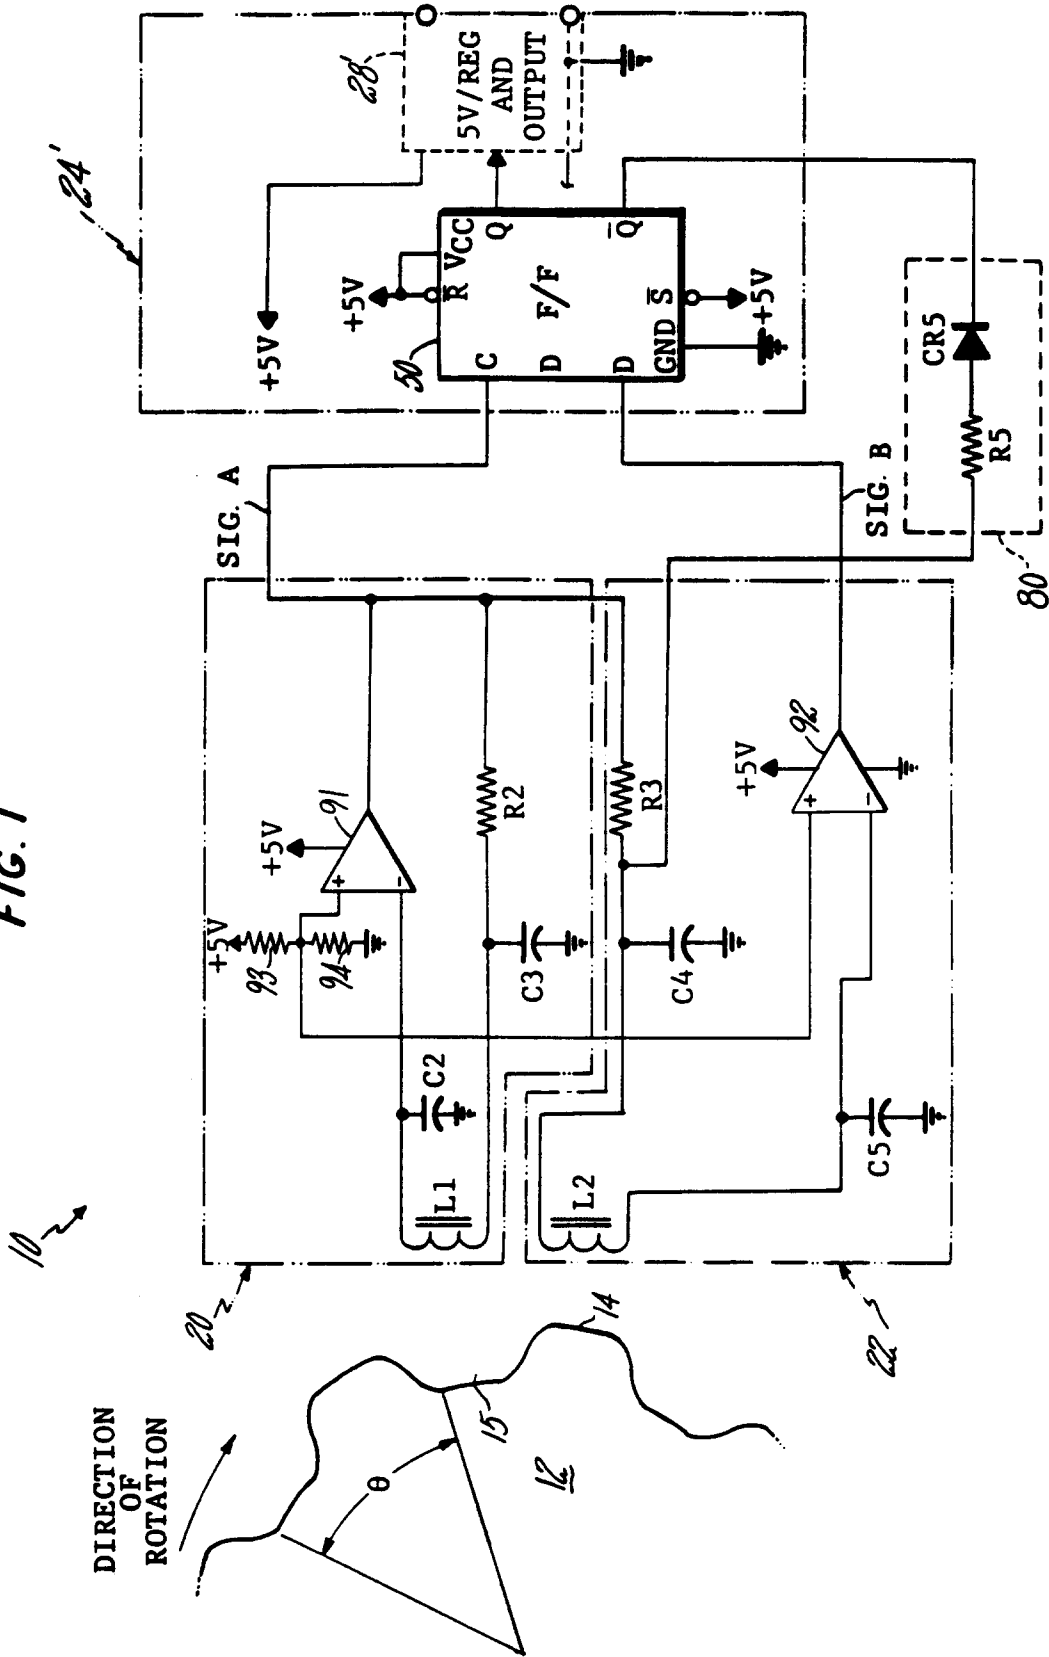 FIG. 1
10
DIRECTION
OF
ROTATION
θ
12
14
15
20
22
24'
28'
+5V
93
94
+5V
91
+
−
C2
L1
C3
R2
SIG. A
L2
C4
R3
C5
+5V
92
+
−
SIG. B
+5V
+5V
50
R
VCC
C
Q
D
F/F
D
Q
GND
S
+5V
5V/REG
AND
OUTPUT
CR5
R5
80